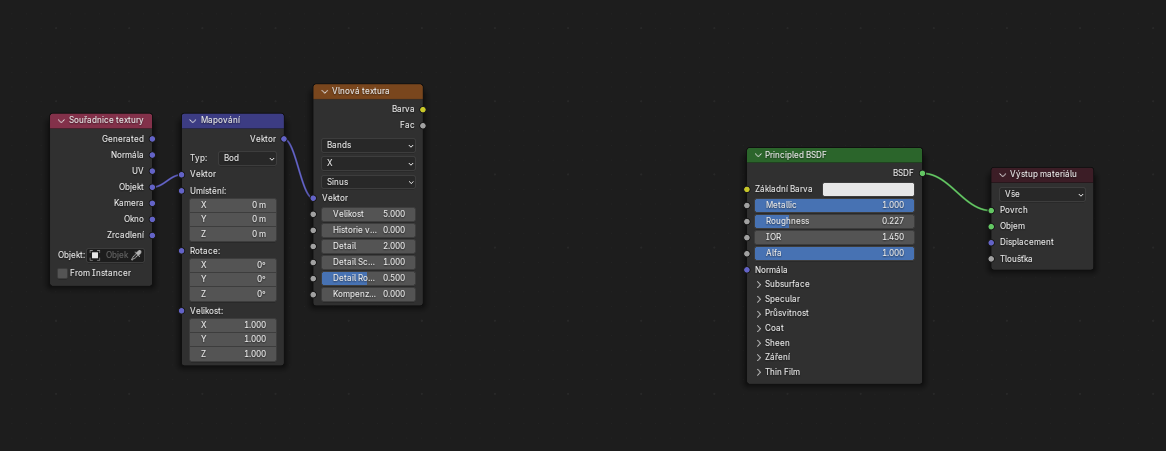 Souřadnice textury
Generated
Normála
UV
Objekt
Kamera
Okno
Zrcadlení
Objekt: Objek
From Instancer
Mapování
Vektor
Typ: Bod
Vektor
Umístění:
X 0 m
Y 0 m
Z 0 m
Rotace:
X 0°
Y 0°
Z 0°
Velikost:
X 1.000
Y 1.000
Z 1.000
Vlnová textura
Barva
Fac
Bands
X
Sinus
Vektor
Velikost 5.000
Historie v... 0.000
Detail 2.000
Detail Sc... 1.000
Detail Ro... 0.500
Kompenz... 0.000
Principled BSDF
BSDF
Základní Barva
Metallic 1.000
Roughness 0.227
IOR 1.450
Alfa 1.000
Normála
Subsurface
Specular
Průsvitnost
Coat
Sheen
Záření
Thin Film
Výstup materiálu
Vše
Povrch
Objem
Displacement
Tloušťka